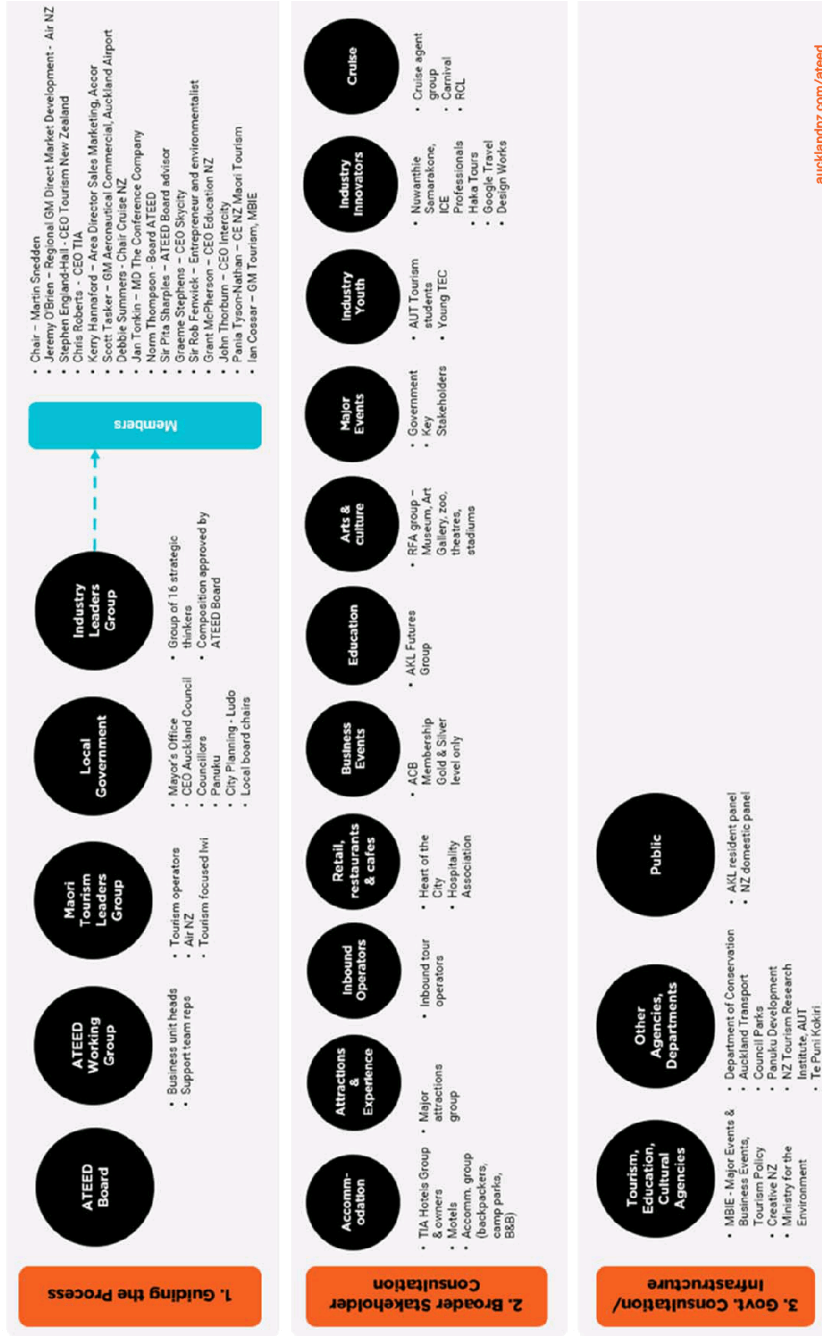 1. Guiding the Process
ATEED
Board
ATEED
Working
Group
• Business unit heads
• Support team reps
Maori
Tourism
Leaders
Group
• Tourism operators
• Air NZ
• Tourism focused Iwi
Local
Government
• Mayor's Office
• CEO Auckland Council
• Councillors
• Panuku
• City Planning - Ludo
• Local board chairs
Industry
Leaders
Group
• Group of 16 strategic
thinkers
• Composition approved by
ATEED Board
Members
• Chair – Martin Snedden
• Jeremy O'Brien – Regional GM Direct Market Development - Air NZ
• Stephen England-Hall - CEO Tourism New Zealand
• Chris Roberts - CEO TIA
• Kerry Hannaford – Area Director Sales Marketing, Accor
• Scott Tasker – GM Aeronautical Commercial, Auckland Airport
• Debbie Summers - Chair Cruise NZ
• Jan Tonkin – MD The Conference Company
• Norm Thompson - Board ATEED
• Sir Pita Sharples – ATEED Board advisor
• Graeme Stephens – CEO Skycity
• Sir Rob Fenwick – Entrepreneur and environmentalist
• Grant McPherson – CEO Education NZ
• John Thorburn – CEO Intercity
• Pania Tyson-Nathan – CE NZ Maori Tourism
• Ian Cossar – GM Tourism, MBIE
2. Broader Stakeholder
Consultation
Accomm-
odation
• TIA Hotels Group
& owners
• Motels
• Accomm. group
(backpackers,
camp parks,
B&B)
Attractions
&
Experience
• Major
attractions
group
Inbound
Operators
• Inbound tour
operators
Retail,
restaurants
& cafes
• Heart of the
City
• Hospitality
Association
Business
Events
• ACB
Membership
Gold & Silver
level only
Education
• AKL Futures
Group
Arts &
culture
• RFA group –
Museum, Art
Gallery, zoo,
theatres,
stadiums
Major
Events
• Government
• Key
Stakeholders
Industry
Youth
• AUT Tourism
students
• Young TEC
Industry
Innovators
• Nuwanthie
Samarakone,
ICE
Professionals
• Haka Tours
• Google Travel
• Design Works
Cruise
• Cruise agent
group
• Carnival
• RCL
3. Govt. Consultation/
Infrastructure
Tourism,
Education,
Cultural
Agencies
• MBIE - Major Events &
Business Events,
Tourism Policy
• Creative NZ
• Ministry for the
Environment
Other
Agencies,
Departments
• Department of Conservation
• Auckland Transport
• Council Parks
• Panuku Development
• NZ Tourism Research
Institute, AUT
• Te Puni Kokiri
Public
• AKL resident panel
• NZ domestic panel
aucklandnz.com/ateed